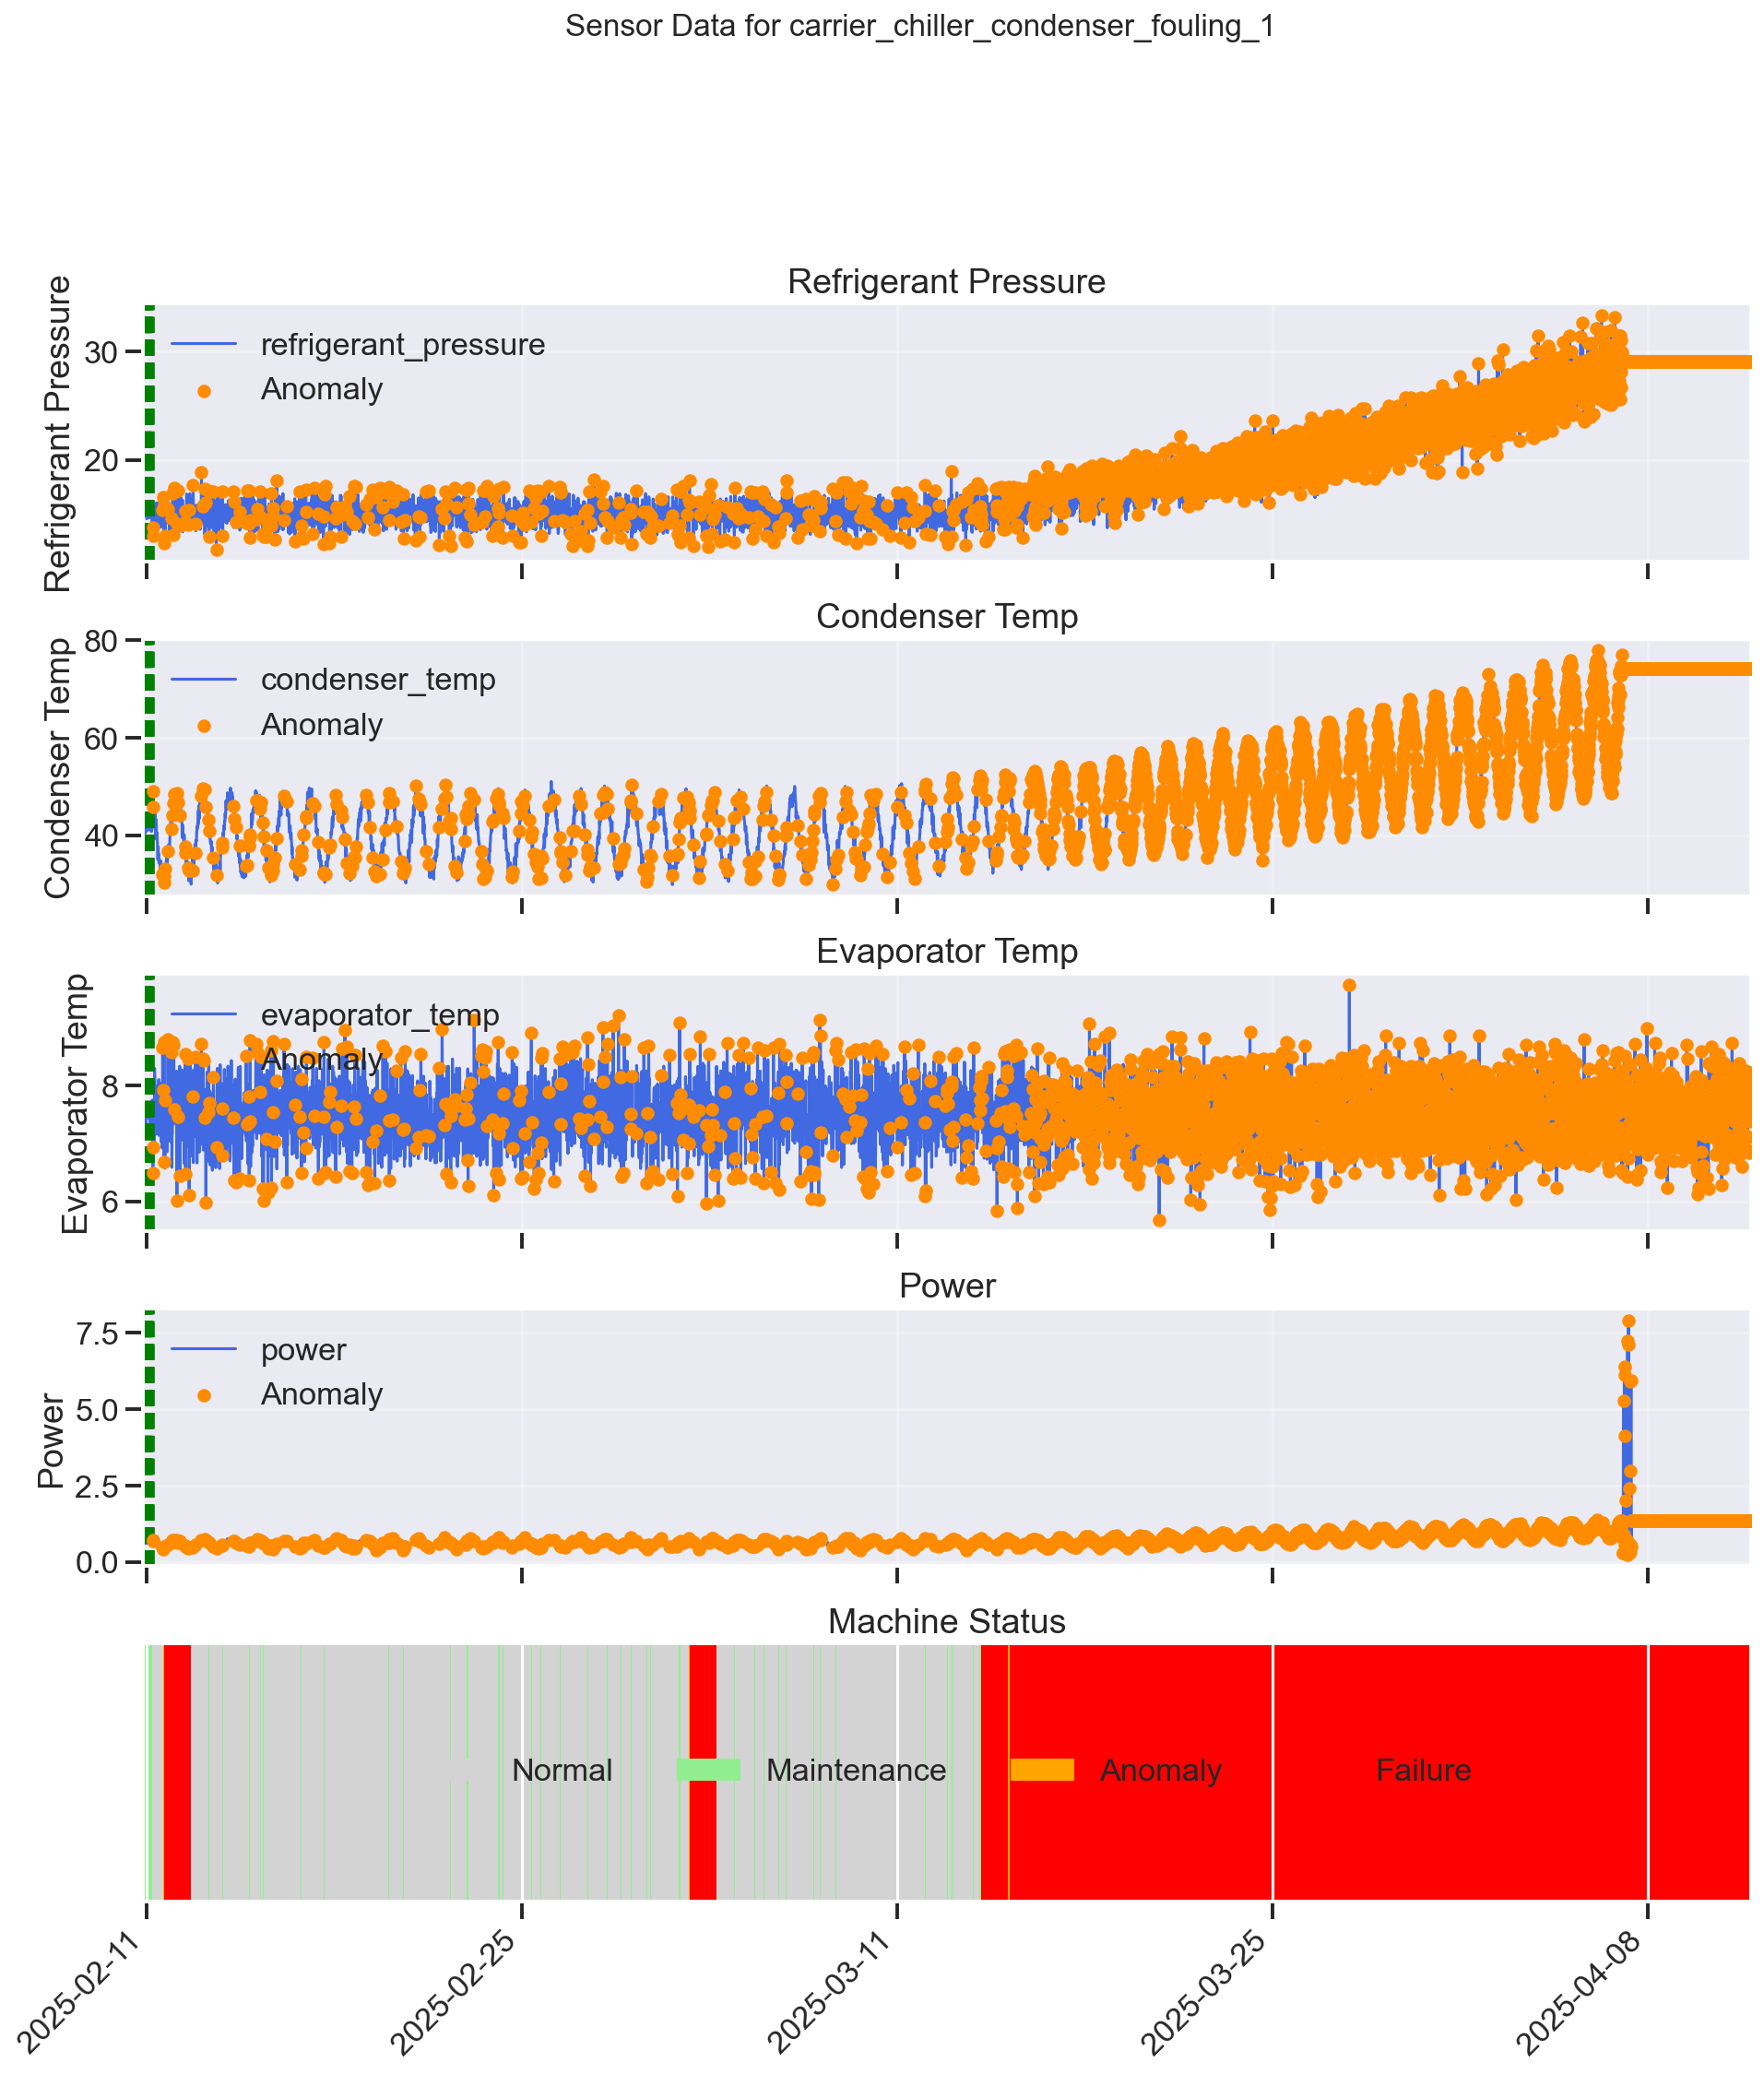 Sensor Data for carrier_chiller_condenser_fouling_1
Refrigerant Pressure
Refrigerant Pressure
30
20
refrigerant_pressure
Anomaly
Condenser Temp
Condenser Temp
80
60
40
condenser_temp
Anomaly
Evaporator Temp
Evaporator Temp
8
6
evaporator_temp
Anomaly
Power
Power
7.5
5.0
2.5
0.0
power
Anomaly
Machine Status
Normal Maintenance Anomaly Failure
2025-02-11 2025-02-25 2025-03-11 2025-03-25 2025-04-08